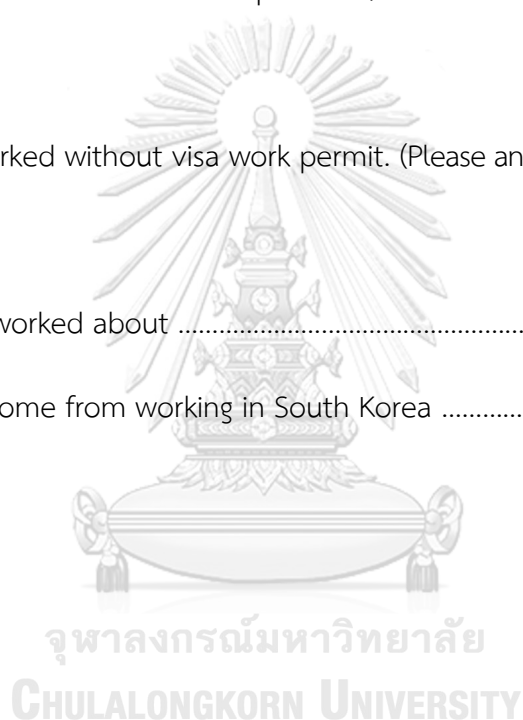 rked without visa work permit. (Please an
worked about ............................................
ome from working in South Korea ............
จุฬาลงกรณ์มหาวิทยาลัย
CHULALONGKORN UNIVERSITY